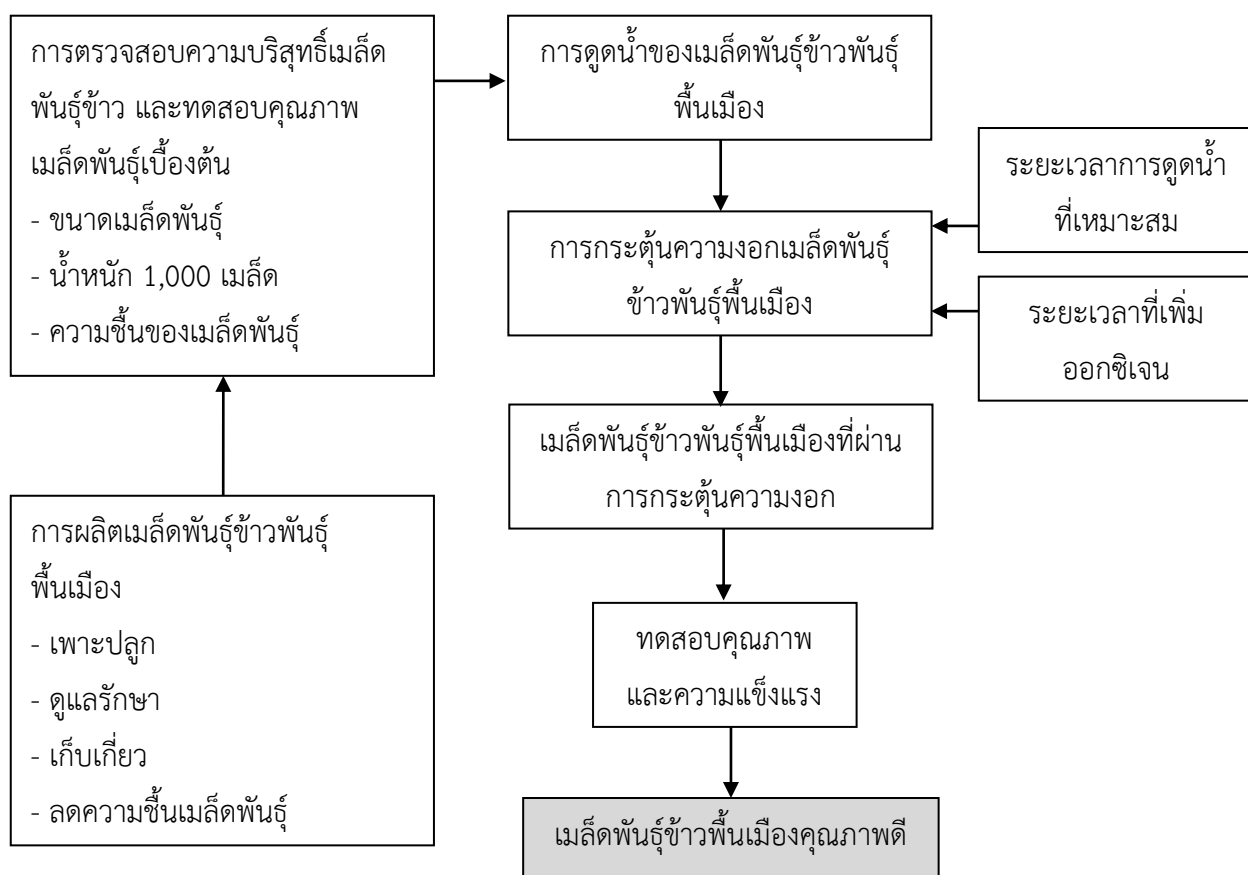 การตรวจสอบความบริสุทธิ์เมล็ด
พันธุ์ข้าว และทดสอบคุณภาพ
เมล็ดพันธุ์เบื้องต้น
- ขนาดเมล็ดพันธุ์
- น้ำหนัก 1,000 เมล็ด
- ความชื้นของเมล็ดพันธุ์
การผลิตเมล็ดพันธุ์ข้าวพันธุ์
พื้นเมือง
- เพาะปลูก
- ดูแลรักษา
- เก็บเกี่ยว
- ลดความชื้นเมล็ดพันธุ์
การดูดน้ำของเมล็ดพันธุ์ข้าวพันธุ์
พื้นเมือง
การกระตุ้นความงอกเมล็ดพันธุ์
ข้าวพันธุ์พื้นเมือง
ระยะเวลาการดูดน้ำ
ที่เหมาะสม
ระยะเวลาที่เพิ่ม
ออกซิเจน
เมล็ดพันธุ์ข้าวพันธุ์พื้นเมืองที่ผ่าน
การกระตุ้นความงอก
ทดสอบคุณภาพ
และความแข็งแรง
เมล็ดพันธุ์ข้าวพื้นเมืองคุณภาพดี